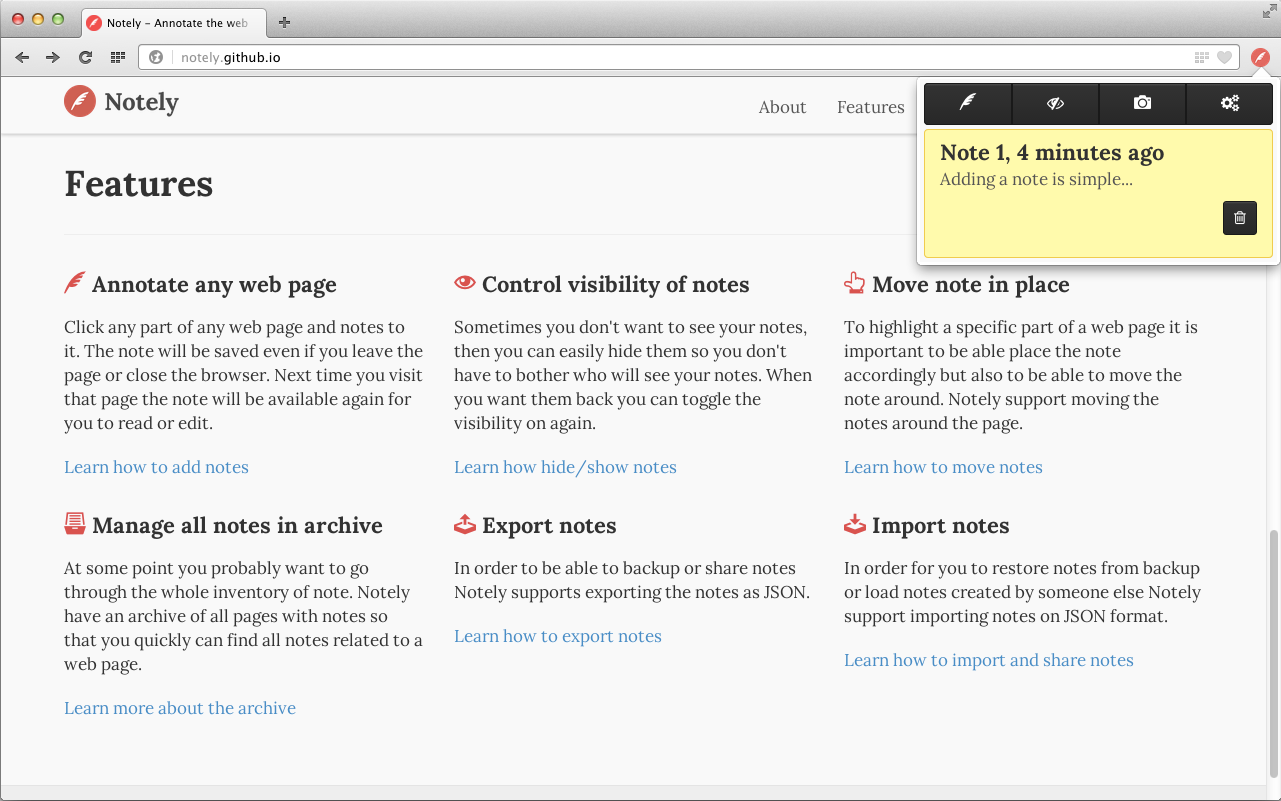 Notely - Annotate the web
notely.github.io
Notely
About
Features
Note 1, 4 minutes ago
Adding a note is simple...
Features
Annotate any web page
Click any part of any web page and notes to
it. The note will be saved even if you leave the
page or close the browser. Next time you visit
that page the note will be available again for
you to read or edit.
Learn how to add notes
Control visibility of notes
Sometimes you don't want to see your notes,
then you can easily hide them so you don't
have to bother who will see your notes. When
you want them back you can toggle the
visibility on again.
Learn how hide/show notes
Move note in place
To highlight a specific part of a web page it is
important to be able place the note
accordingly but also to be able to move the
note around. Notely support moving the
notes around the page.
Learn how to move notes
Manage all notes in archive
At some point you probably want to go
through the whole inventory of note. Notely
have an archive of all pages with notes so
that you quickly can find all notes related to a
web page.
Learn more about the archive
Export notes
In order to be able to backup or share notes
Notely supports exporting the notes as JSON.
Learn how to export notes
Import notes
In order for you to restore notes from backup
or load notes created by someone else Notely
support importing notes on JSON format.
Learn how to import and share notes